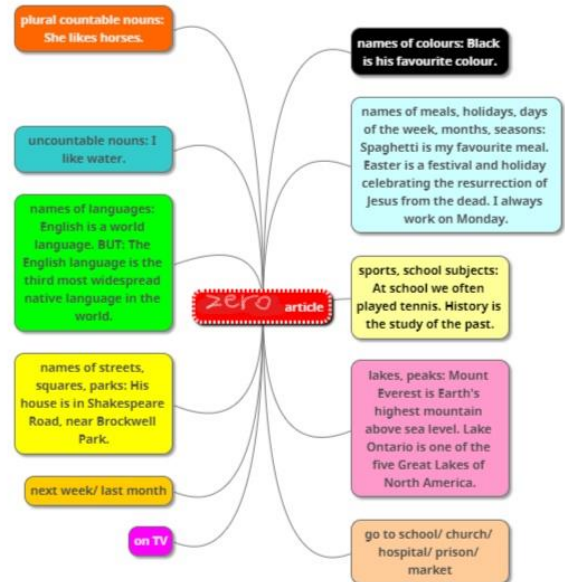 plural countable nouns:
She likes horses.
uncountable nouns: I
like water.
names of languages:
English is a world
language. BUT: The
English language is the
third most widespread
native language in the
world.
names of streets,
squares, parks: His
house is in Shakespeare
Road, near Brockwell
Park.
next week/ last month
on TV
zero article
names of colours: Black
is his favourite colour.
names of meals, holidays, days
of the week, months, seasons:
Spaghetti is my favourite meal.
Easter is a festival and holiday
celebrating the resurrection of
Jesus from the dead. I always
work on Monday.
sports, school subjects:
At school we often
played tennis. History is
the study of the past.
lakes, peaks: Mount
Everest is Earth's
highest mountain
above sea level. Lake
Ontario is one of the
five Great Lakes of
North America.
go to school/ church/
hospital/ prison/
market